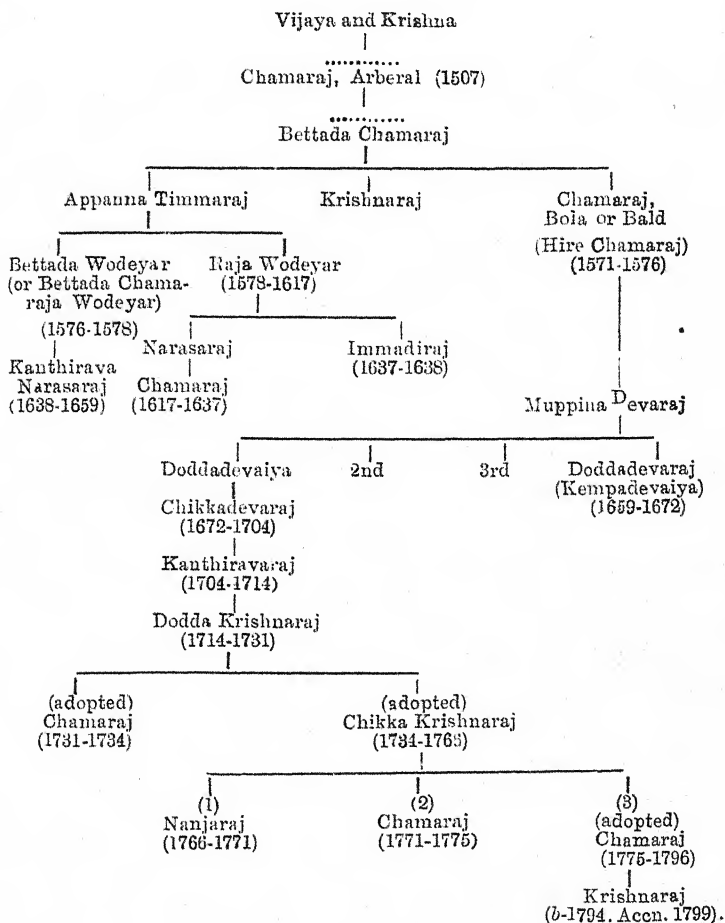 Vijaya and Krishna
Chamaraj, Arberal (1507)
Bettada Chamaraj
Appanna Timmaraj
Krishnaraj
Chamaraj,
Bola or Bald
(Hire Chamaraj)
(1571-1576)
Bettada Wodeyar
(or Bettada Chama-
raja Wodeyar)
(1576-1578)
Raja Wodeyar
(1578-1617)
Kanthirava
Narasaraj
(1638-1659)
Narasaraj
Chamaraj
(1617-1637)
Immadiraj
(1637-1638)
Muppina Devaraj
Doddadevaiya
2nd
3rd
Doddadevaraj
(Kempadevaiya)
(1659-1672)
Chikkadevaraj
(1672-1704)
Kanthiravaraj
(1704-1714)
Dodda Krishnaraj
(1714-1731)
(adopted)
Chamaraj
(1731-1734)
(adopted)
Chikka Krishnaraj
(1734-1765)
(1)
Nanjaraj
(1766-1771)
(2)
Chamaraj
(1771-1775)
(3)
(adopted)
Chamaraj
(1775-1796)
Krishnaraj
(b-1794. Accn. 1799).